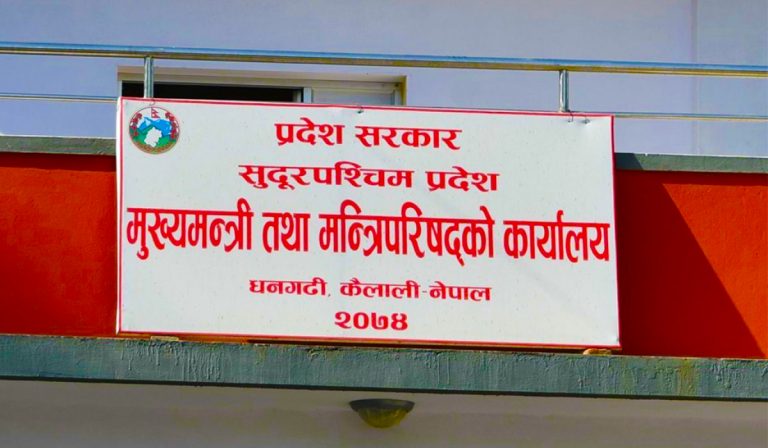 प्रदेश सरकार
सुदूरपश्चिम प्रदेश
मुख्यमन्त्री तथा मन्त्रिपरिषद्को कार्यालय
धनगढी, कैलाली-नेपाल
२०७४